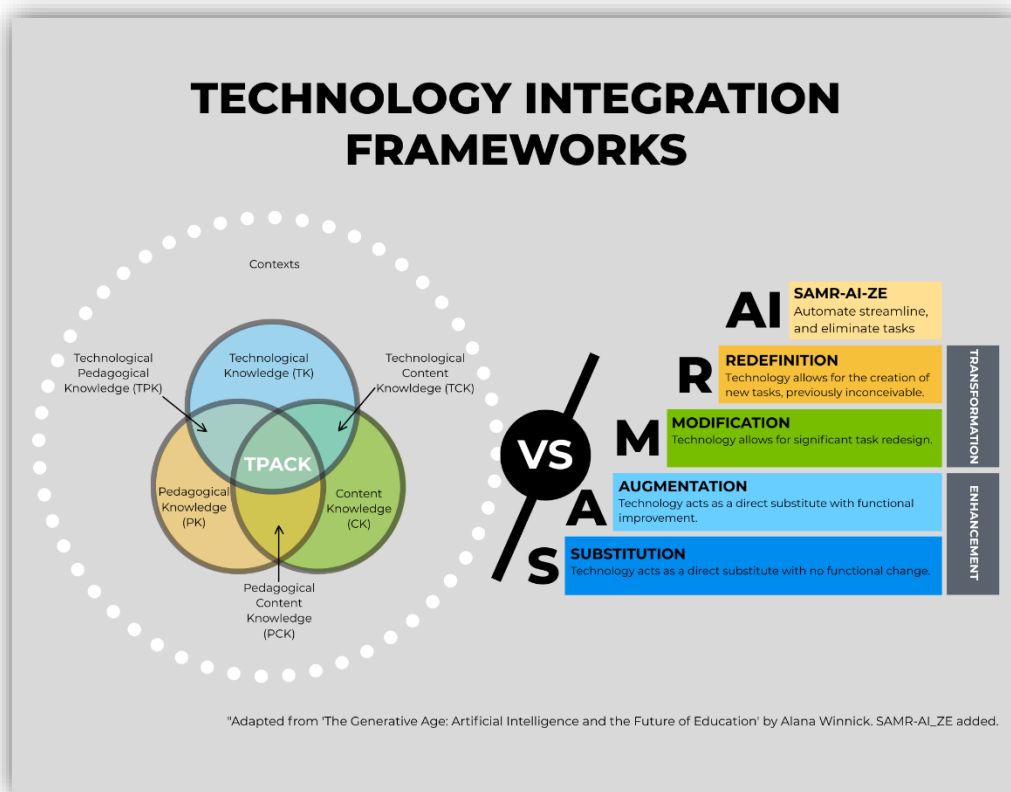 TECHNOLOGY INTEGRATION
FRAMEWORKS
Contexts
Technological
Pedagogical
Knowledge (TPK)
Technological
Knowledge (TK)
Technological
Content
Knowldege (TCK)
TPACK
Pedagogical
Knowledge
(PK)
Content
Knowledge
(CK)
Pedagogical
Content
Knowledge
(PCK)
VS
AI
SAMR-AI-ZE
Automate streamline,
and eliminate tasks
R
REDEFINITION
Technology allows for the creation of
new tasks, previously inconceivable.
M
MODIFICATION
Technology allows for significant task redesign.
TRANSFORMATION
A
AUGMENTATION
Technology acts as a direct substitute with functional
improvement.
S
SUBSTITUTION
Technology acts as a direct substitute with no functional change.
ENHANCEMENT
"Adapted from 'The Generative Age: Artificial Intelligence and the Future of Education' by Alana Winnick. SAMR-AI_ZE added.